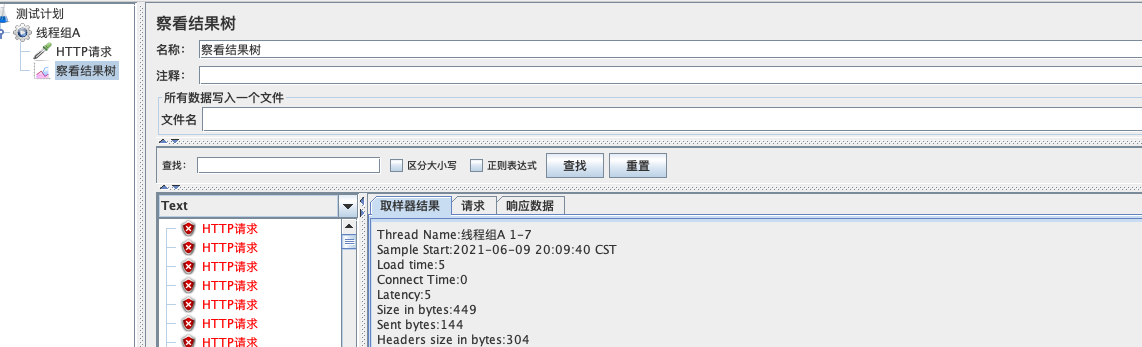 测试计划
线程组A
HTTP请求
察看结果树
察看结果树
名称: 察看结果树
注释:
所有数据写入一个文件
文件名
查找: 区分大小写 正则表达式 查找 重置
Text
HTTP请求
HTTP请求
HTTP请求
HTTP请求
HTTP请求
HTTP请求
HTTP请求
取样器结果 请求 响应数据
Thread Name:线程组A 1-7
Sample Start:2021-06-09 20:09:40 CST
Load time:5
Connect Time:0
Latency:5
Size in bytes:449
Sent bytes:144
Headers size in bytes:304